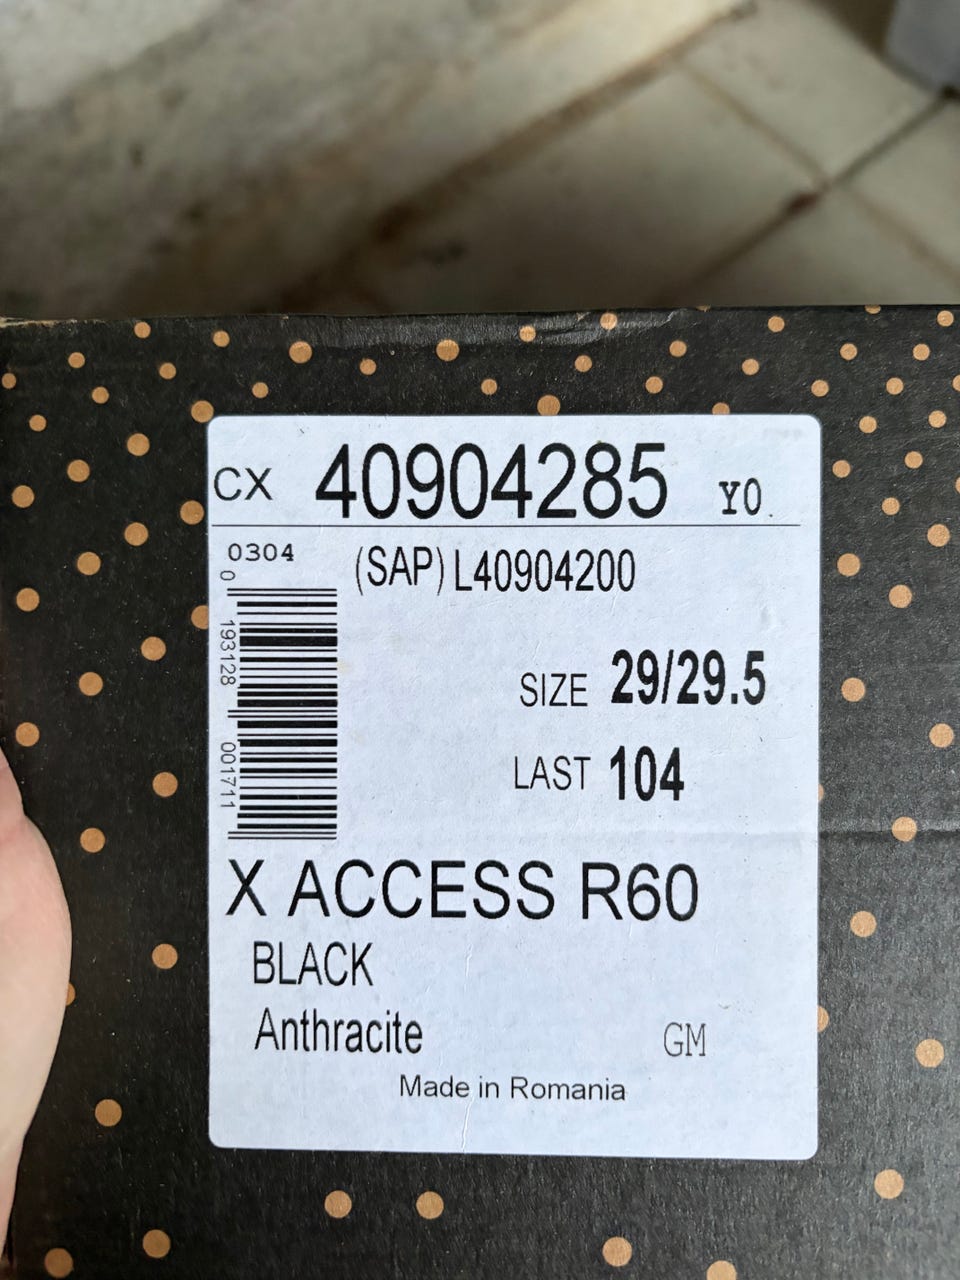 CX 40904285 Y0
0304 (SAP) L40904200
0 193128 001711
SIZE 29/29.5
LAST 104
X ACCESS R60
BLACK
Anthracite GM
Made in Romania